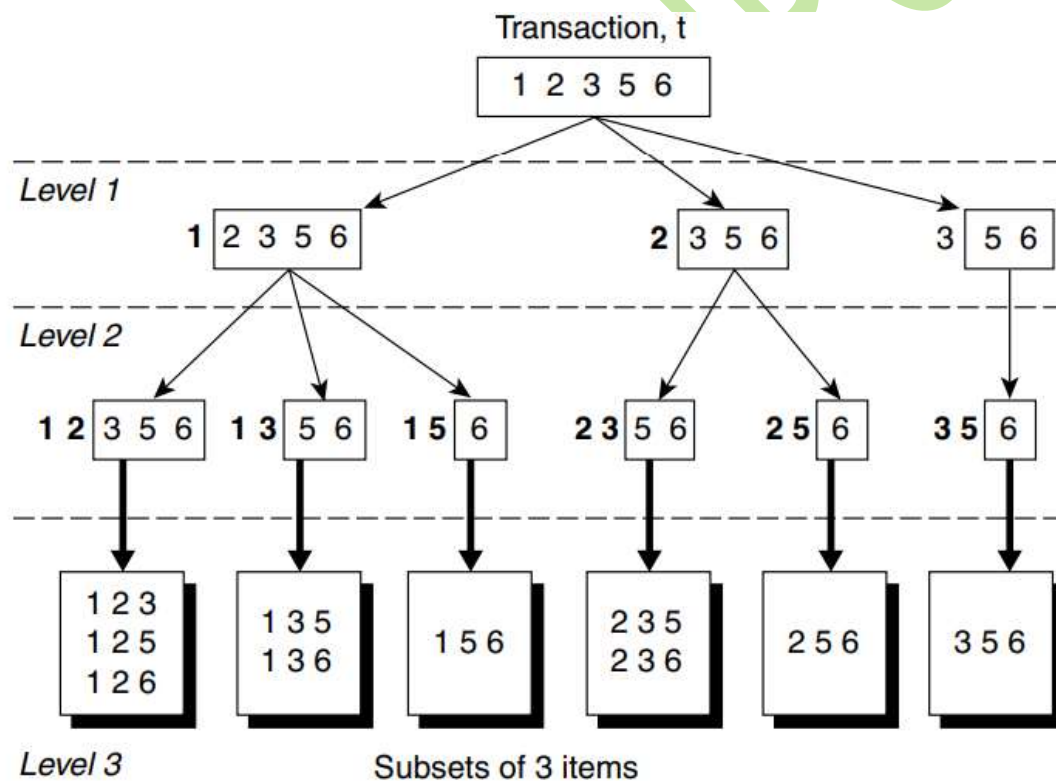 Transaction, t
1 2 3 5 6
Level 1
1 2 3 5 6
2 3 5 6
3 5 6
Level 2
1 2 3 5 6
1 3 5 6
1 5 6
2 3 5 6
2 5 6
3 5 6
1 2 3
1 2 5
1 2 6
1 3 5
1 3 6
1 5 6
2 3 5
2 3 6
2 5 6
3 5 6
Level 3
Subsets of 3 items